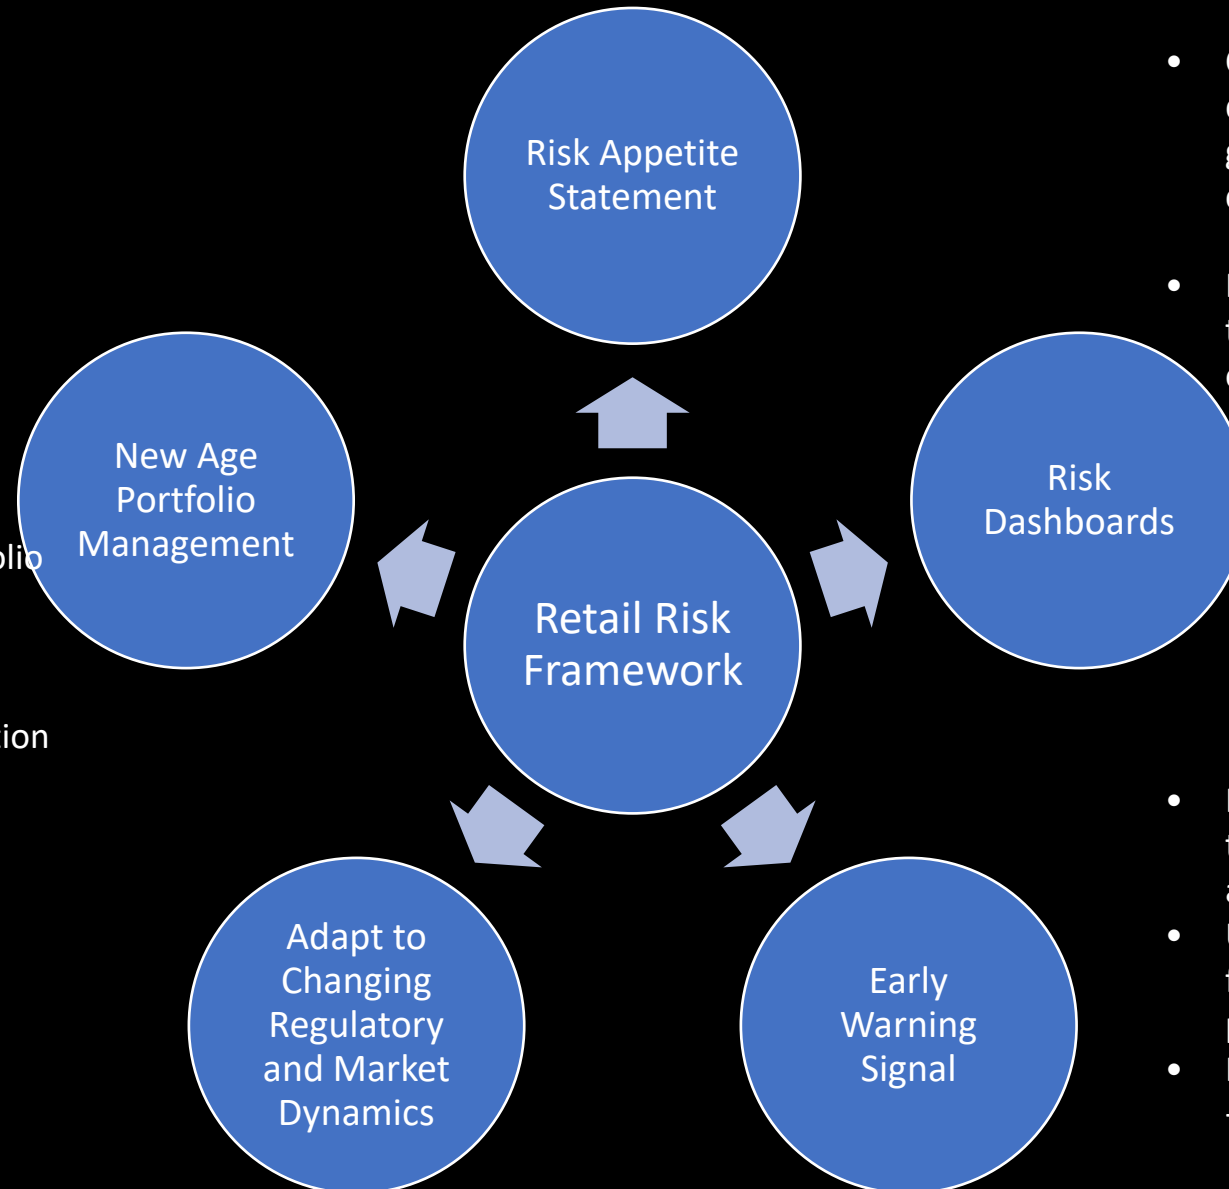 Risk Appetite
Statement
New Age
Portfolio
Management
Risk
Dashboards
Retail Risk
Framework
Adapt to
Changing
Regulatory
and Market
Dynamics
Early
Warning
Signal